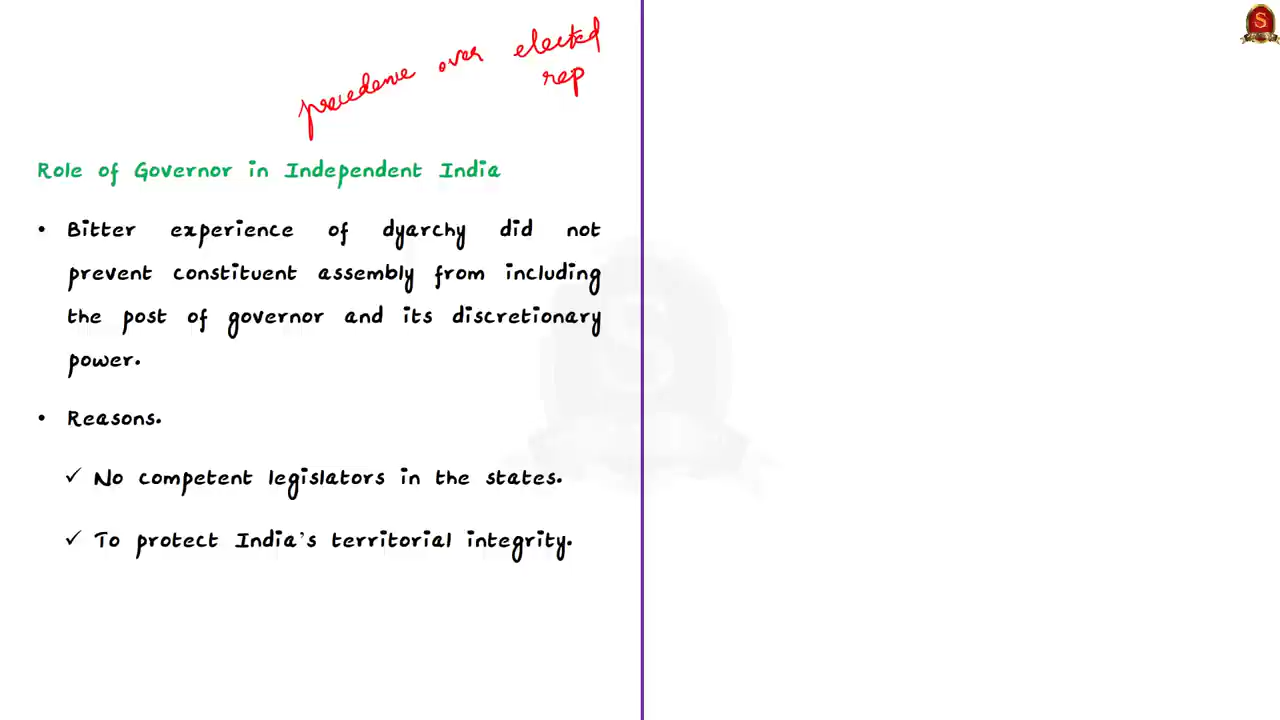 precedence over elected
rep
Role of Governor in Independent India
• Bitter experience of dyarchy did not
prevent constituent assembly from including
the post of governor and its discretionary
power.
• Reasons.
✓ No competent legislators in the states.
✓ To protect India's territorial integrity.
S